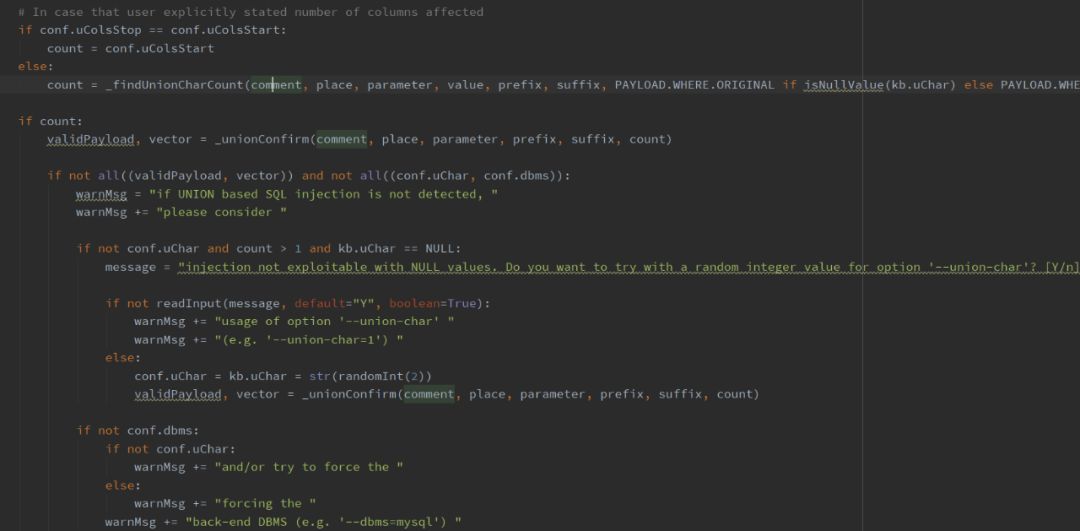 # In case that user explicitly stated number of columns affected
if conf.uColsStop == conf.uColsStart:
count = conf.uColsStart
else:
count = _findUnionCharCount(comment, place, parameter, value, prefix, suffix, PAYLOAD.WHERE.ORIGINAL if isNullValue(kb.uChar) else PAYLOAD.WHE
if count:
validPayload, vector = _unionConfirm(comment, place, parameter, prefix, suffix, count)
if not all((validPayload, vector)) and not all((conf.uChar, conf.dbms)):
warnMsg = "if UNION based SQL injection is not detected, "
warnMsg += "please consider "
if not conf.uChar and count > 1 and kb.uChar == NULL:
message = "injection not exploitable with NULL values. Do you want to try with a random integer value for option '--union-char'? [Y/n]
if not readInput(message, default="Y", boolean=True):
warnMsg += "usage of option '--union-char' "
warnMsg += "(e.g. '--union-char=1') "
else:
conf.uChar = kb.uChar = str(randomInt(2))
validPayload, vector = _unionConfirm(comment, place, parameter, prefix, suffix, count)
if not conf.dbms:
if not conf.uChar:
warnMsg += "and/or try to force the "
else:
warnMsg += "forcing the "
warnMsg += "back-end DBMS (e.g. '--dbms=mysql') "